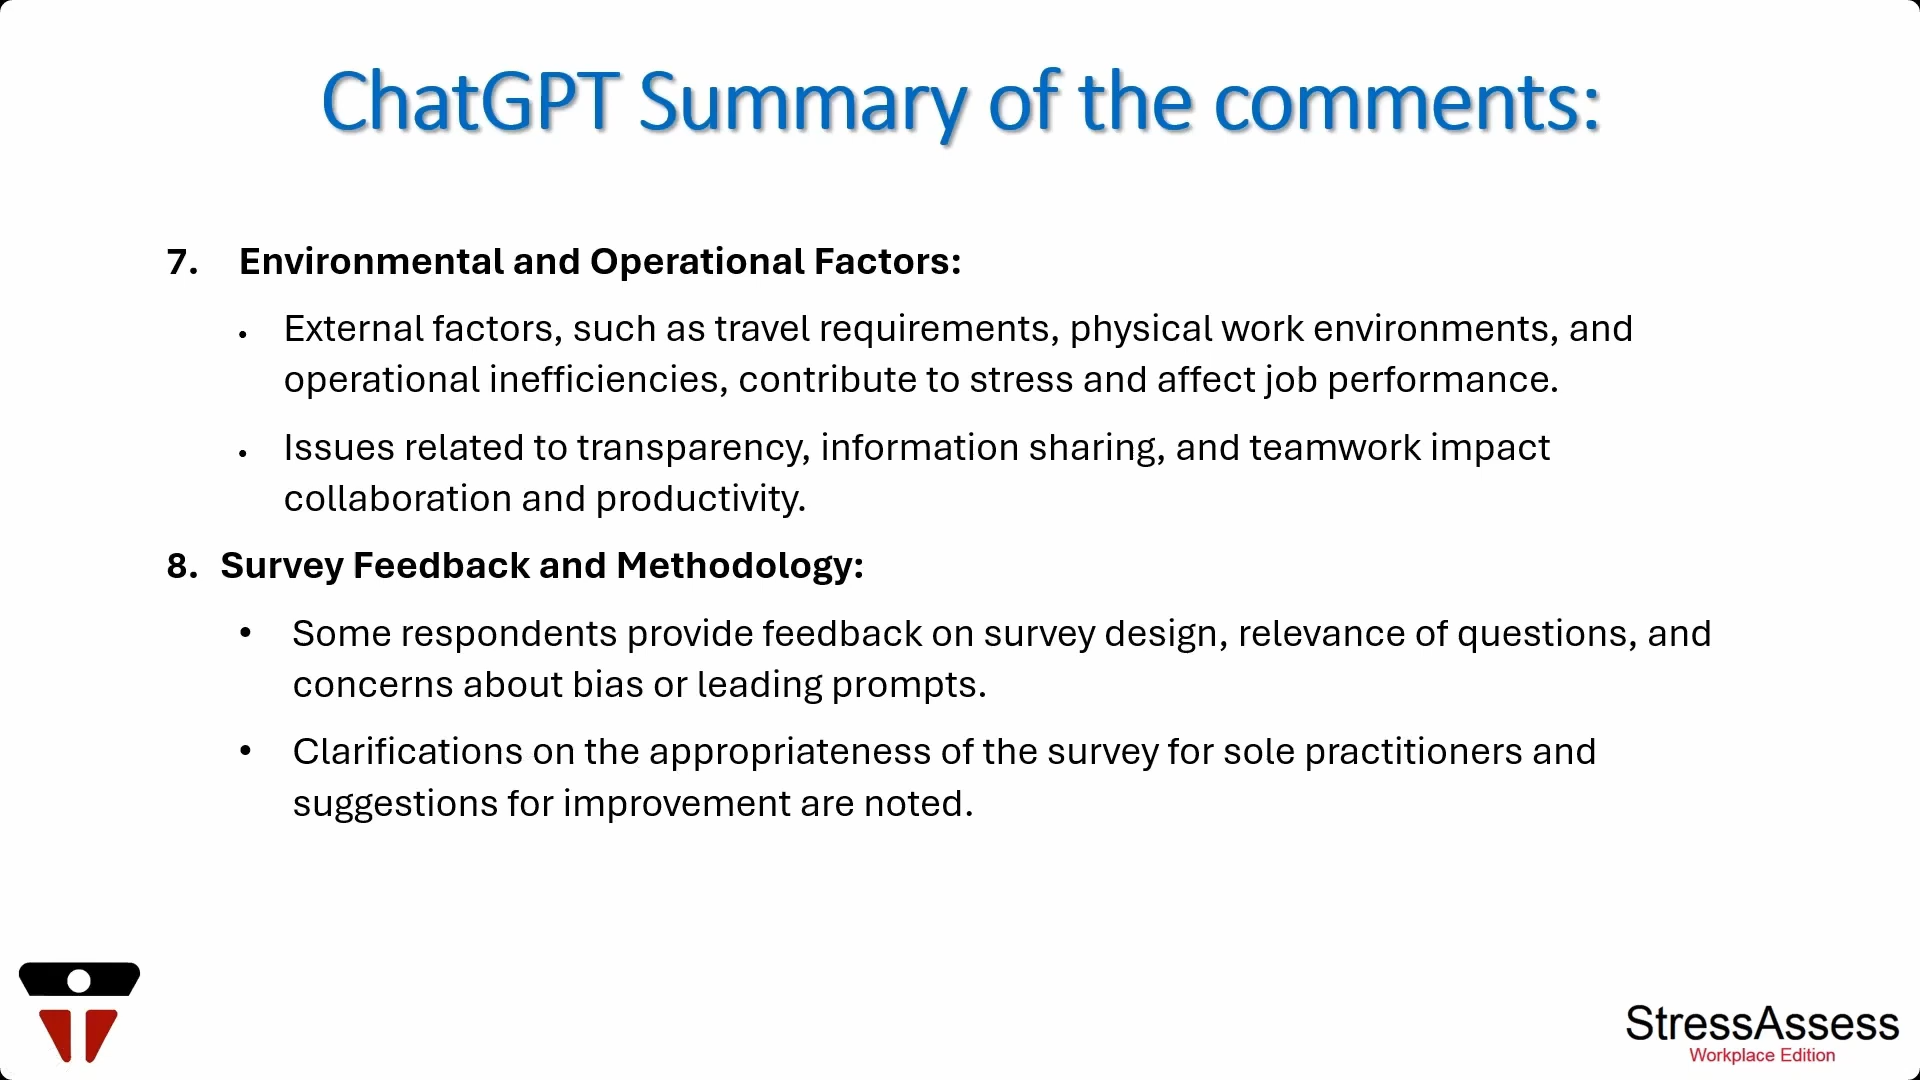 ChatGPT Summary of the comments:
7. Environmental and Operational Factors:
• External factors, such as travel requirements, physical work environments, and
operational inefficiencies, contribute to stress and affect job performance.
• Issues related to transparency, information sharing, and teamwork impact
collaboration and productivity.
8. Survey Feedback and Methodology:
• Some respondents provide feedback on survey design, relevance of questions, and
concerns about bias or leading prompts.
• Clarifications on the appropriateness of the survey for sole practitioners and
suggestions for improvement are noted.
StressAssess
Workplace Edition